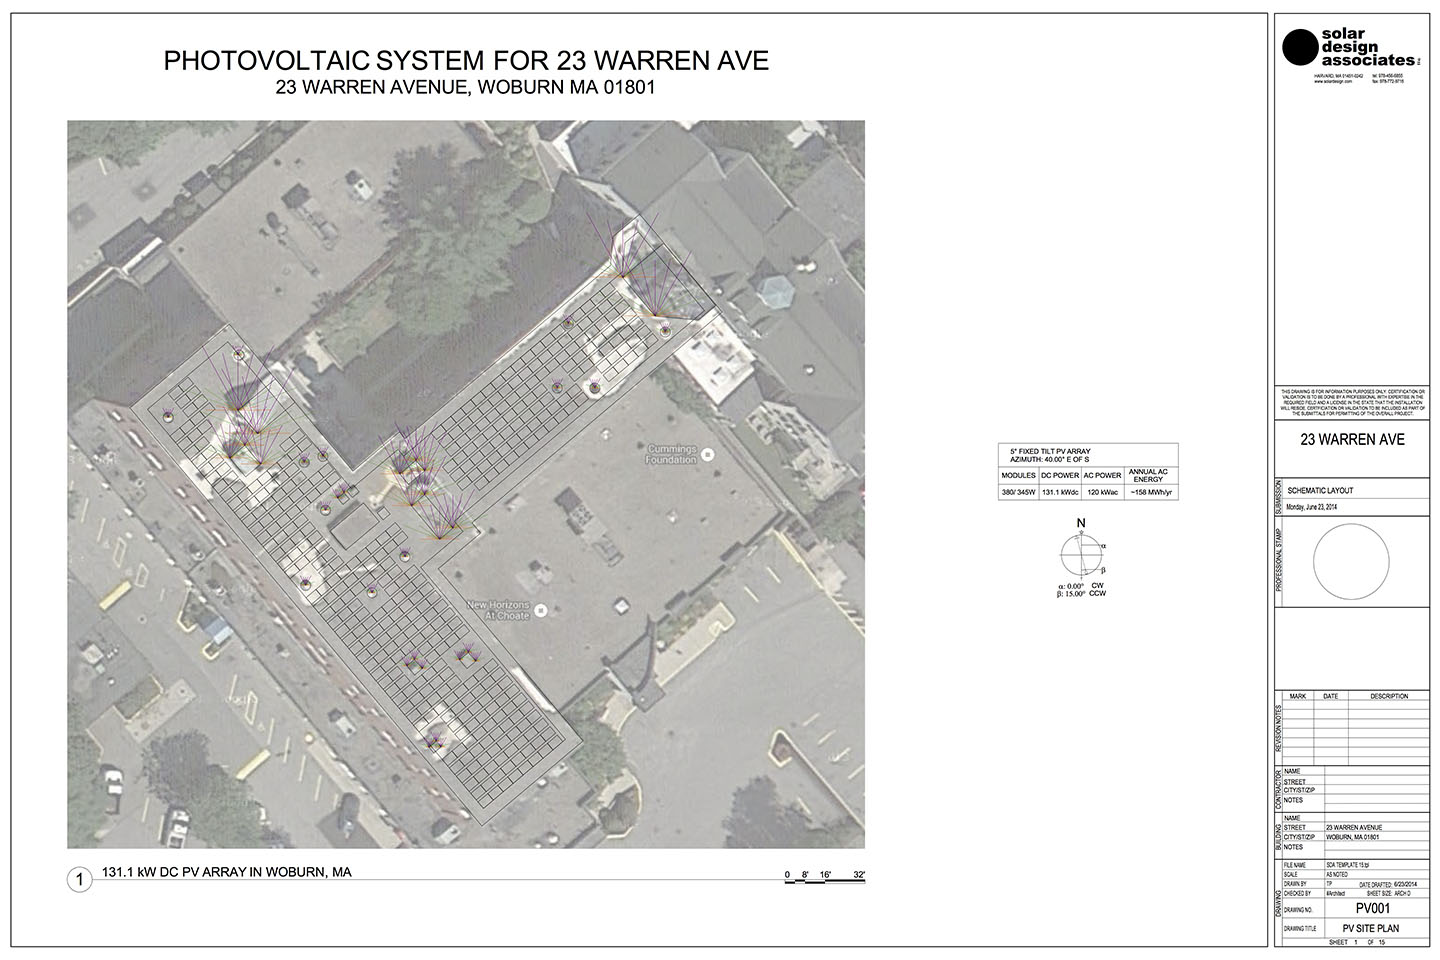 PHOTOVOLTAIC SYSTEM FOR 23 WARREN AVE
23 WARREN AVENUE, WOBURN MA 01801
Cummings
Foundation
New Horizons
At Choate
1
131.1 kW DC PV ARRAY IN WOBURN, MA
0 8' 16' 32'
5° FIXED TILT PV ARRAY
AZIMUTH: 40.00° E OF S
MODULES DC POWER AC POWER ANNUAL AC ENERGY
380/ 345W 131.1 kWdc 120 kWac ~158 MWh/yr
N
α
β
α: 0.00° CW
β: 15.00° CCW
solar
design
associates inc
HARVARD, MA 01451-0242 tel: 978-456-6855
www.solardesign.com fax: 978-772-9715
THIS DRAWING IS FOR INFORMATION PURPOSES ONLY. CERTIFICATION OR
VALIDATION IS TO BE DONE BY A PROFESSIONAL WITH EXPERTISE IN THE
REQUIRED FIELD AND A LICENSE IN THE STATE THAT THE INSTALLATION
WILL RESIDE. CERTIFICATION OR VALIDATION TO BE INCLUDED AS PART OF
THE SUBMITTALS FOR PERMITTING OF THE OVERALL PROJECT.
23 WARREN AVE
SUBMISSION
SCHEMATIC LAYOUT
Monday, June 23, 2014
PROFESSIONAL STAMP
REVISION NOTES
MARK DATE DESCRIPTION
CONTRACTOR
NAME
STREET
CITY/ST/ZIP
NOTES
BUILDING
NAME
STREET 23 WARREN AVENUE
CITY/ST/ZIP WOBURN, MA 01801
NOTES
DRAWING
FILE NAME SDA TEMPLATE 15.tpl
SCALE AS NOTED
DRAWN BY TP DATE DRAFTED: 6/23/2014
CHECKED BY #Architect SHEET SIZE: ARCH D
DRAWING NO. PV001
DRAWING TITLE PV SITE PLAN
SHEET 1 OF 15